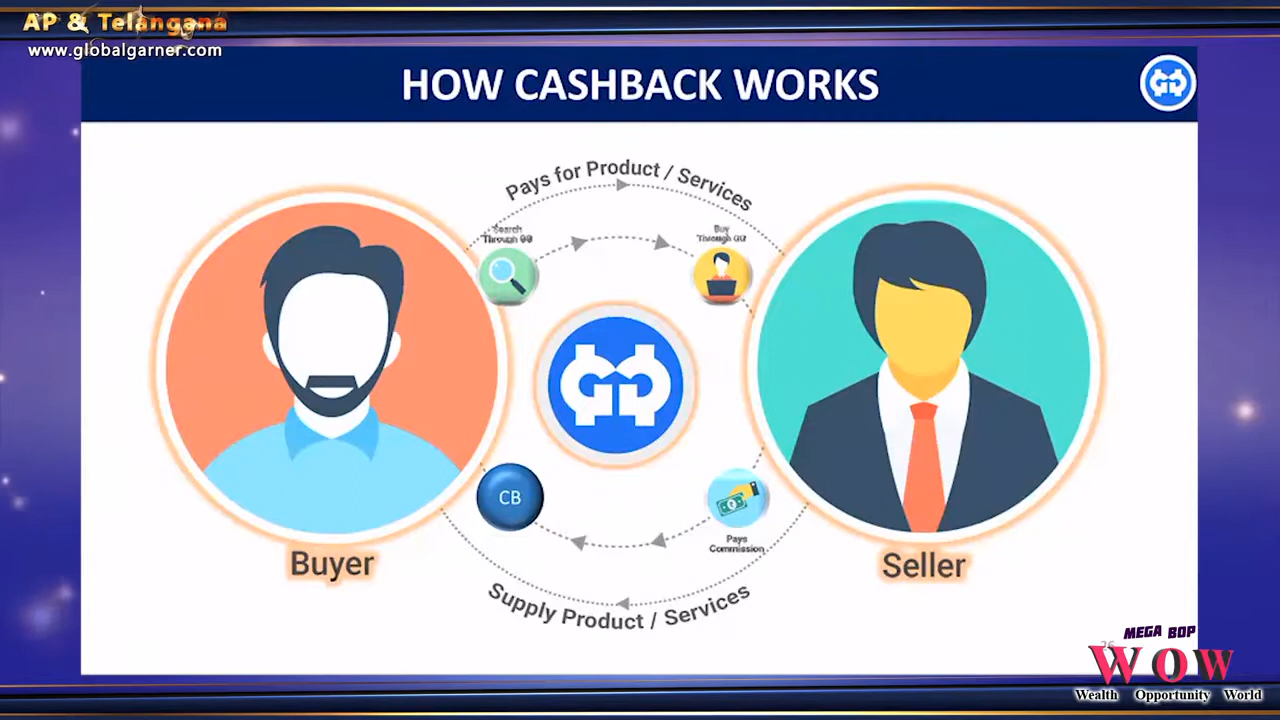 AP & Telangana
www.globalgarner.com
HOW CASHBACK WORKS
Pays for Product / Services
Search
Through GG
Buy
Through GG
CB
Pays
Commission
Buyer
Seller
Supply Product / Services
26
MEGA BOP
WOW
Wealth Opportunity World